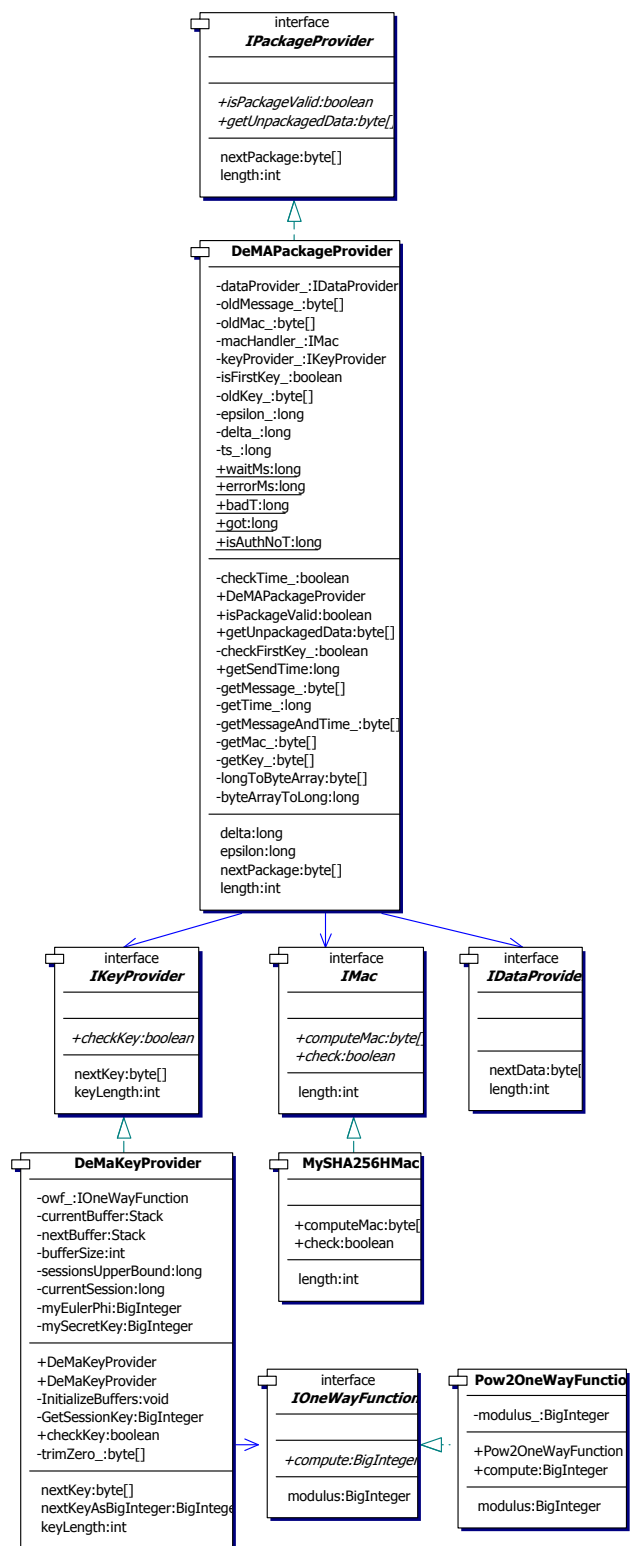 interface
IPackageProvider
+isPackageValid:boolean
+getUnpackagedData:byte[]
nextPackage:byte[]
length:int
DeMAPackageProvider
-dataProvider_:IDataProvider
-oldMessage_:byte[]
-oldMac_:byte[]
-macHandler_:IMac
-keyProvider_:IKeyProvider
-isFirstKey_:boolean
-oldKey_:byte[]
-epsilon_:long
-delta_:long
-ts_:long
+waitMs:long
+errorMs:long
+badT:long
+got:long
+isAuthNoT:long
-checkTime_:boolean
+DeMAPackageProvider
+isPackageValid:boolean
+getUnpackagedData:byte[]
-checkFirstKey_:boolean
+getSendTime:long
-getMessage_:byte[]
-getTime_:long
-getMessageAndTime_:byte[]
-getMac_:byte[]
-getKey_:byte[]
-longToByteArray:byte[]
-byteArrayToLong:long
delta:long
epsilon:long
nextPackage:byte[]
length:int
interface
IKeyProvider
+checkKey:boolean
nextKey:byte[]
keyLength:int
interface
IMac
+computeMac:byte[]
+check:boolean
length:int
interface
IDataProvide
nextData:byte[
length:int
DeMaKeyProvider
-owf_:IOneWayFunction
-currentBuffer:Stack
-nextBuffer:Stack
-bufferSize:int
-sessionsUpperBound:long
-currentSession:long
-myEulerPhi:BigInteger
-mySecretKey:BigInteger
+DeMaKeyProvider
+DeMaKeyProvider
-InitializeBuffers:void
-GetSessionKey:BigInteger
+checkKey:boolean
-trimZero_:byte[]
nextKey:byte[]
nextKeyAsBigInteger:BigIntege
keyLength:int
MySHA256HMac
+computeMac:byte[
+check:boolean
length:int
interface
IOneWayFunction
+compute:BigInteger
modulus:BigInteger
Pow2OneWayFunctio
-modulus_:BigInteger
+Pow2OneWayFunction
+compute:BigInteger
modulus:BigInteger